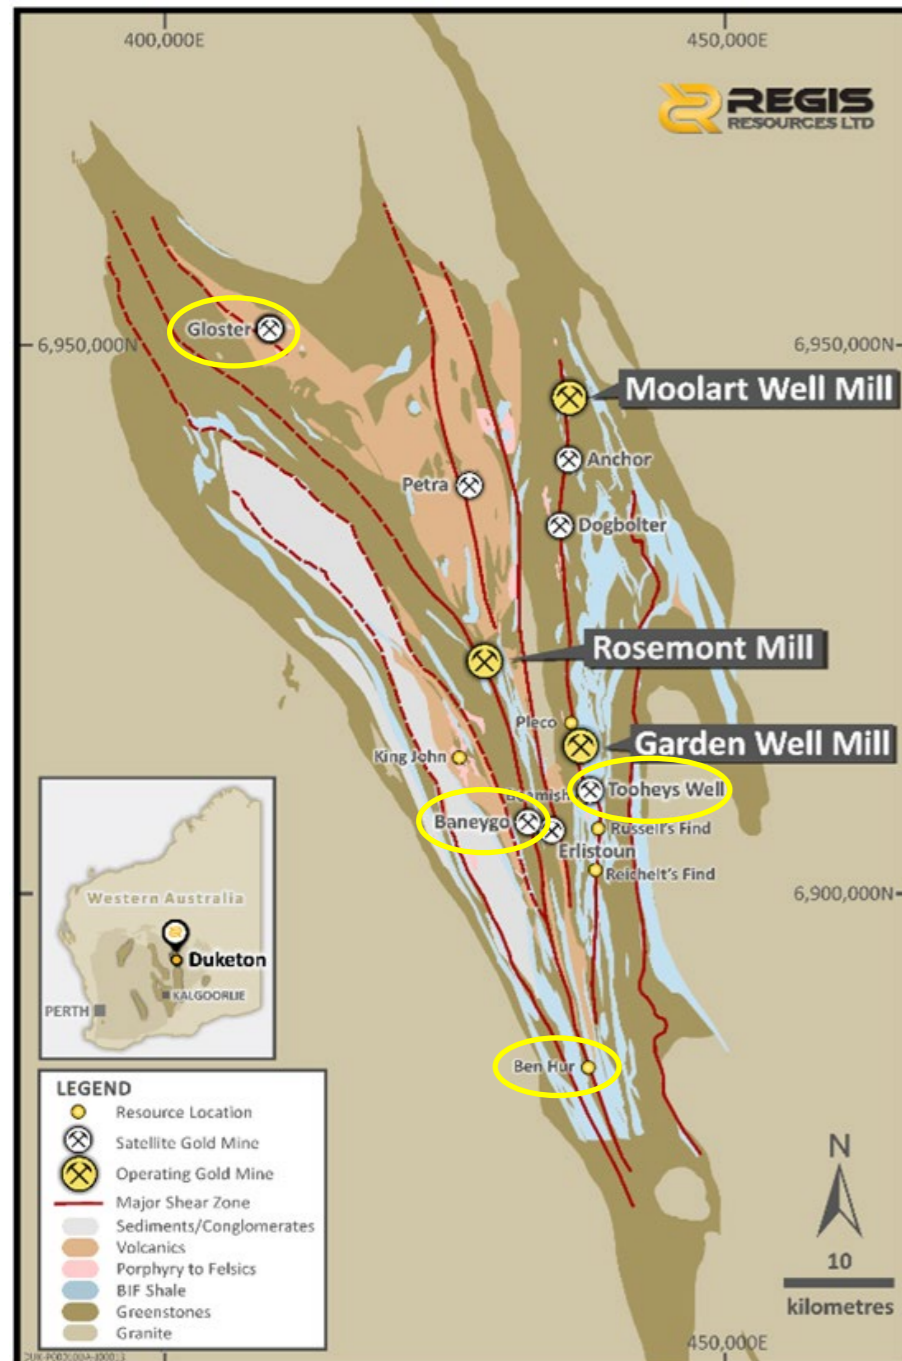 400,000E
450,000E
REGIS
RESOURCES LTD
Gloster
6,950,000N
6,950,000N
Moolart Well Mill
Anchor
Petra
Dogbolter
Rosemont Mill
Pleco
Garden Well Mill
King John
Tooheys Well
Baneygo
Russell's Find
Erlistoun
Reichelt's Find
6,900,000N
Western Australia
Duketon
KALGOORLIE
PERTH
Ben Hur
LEGEND
Resource Location
Satellite Gold Mine
Operating Gold Mine
Major Shear Zone
Sediments/Conglomerates
Volcanics
Porphyry to Felsics
BIF Shale
Greenstones
Granite
N
10
kilometres
450,000E